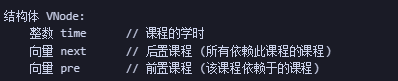 结构体 VNode:
整数 time // 课程的学时
向量 next // 后置课程 (所有依赖此课程的课程)
向量 pre // 前置课程 (该课程依赖于的课程)